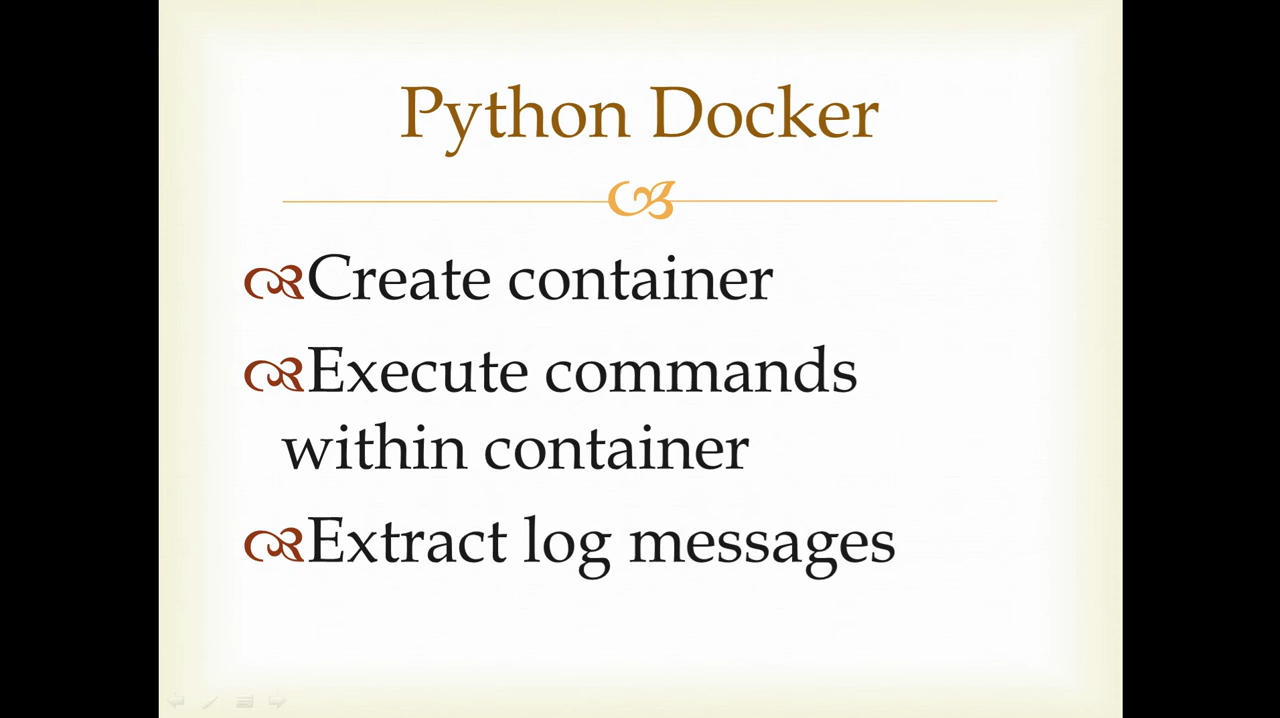 Python Docker
Create container
Execute commands
within container
Extract log messages